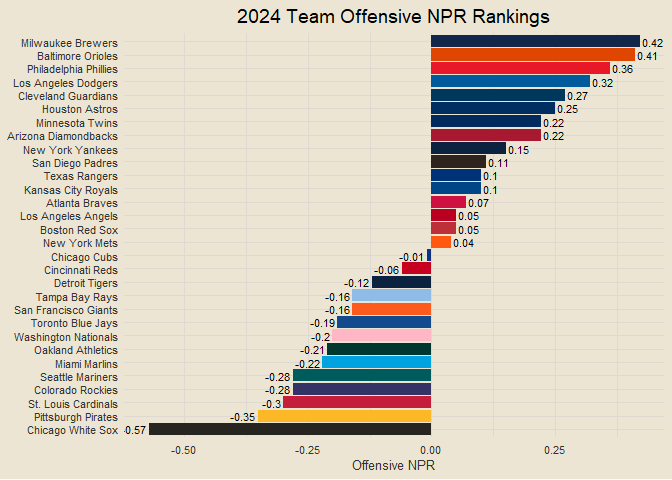 2024 Team Offensive NPR Rankings
Milwaukee Brewers 0.42
Baltimore Orioles 0.41
Philadelphia Phillies 0.36
Los Angeles Dodgers 0.32
Cleveland Guardians 0.27
Houston Astros 0.25
Minnesota Twins 0.22
Arizona Diamondbacks 0.22
New York Yankees 0.15
San Diego Padres 0.11
Texas Rangers 0.1
Kansas City Royals 0.1
Atlanta Braves 0.07
Los Angeles Angels 0.05
Boston Red Sox 0.05
New York Mets 0.04
Chicago Cubs -0.01
Cincinnati Reds -0.06
Detroit Tigers -0.12
Tampa Bay Rays -0.16
San Francisco Giants -0.16
Toronto Blue Jays -0.19
Washington Nationals -0.2
Oakland Athletics -0.21
Miami Marlins -0.22
Seattle Mariners -0.28
Colorado Rockies -0.28
St. Louis Cardinals -0.3
Pittsburgh Pirates -0.35
Chicago White Sox -0.57
-0.50 -0.25 0.00 0.25
Offensive NPR